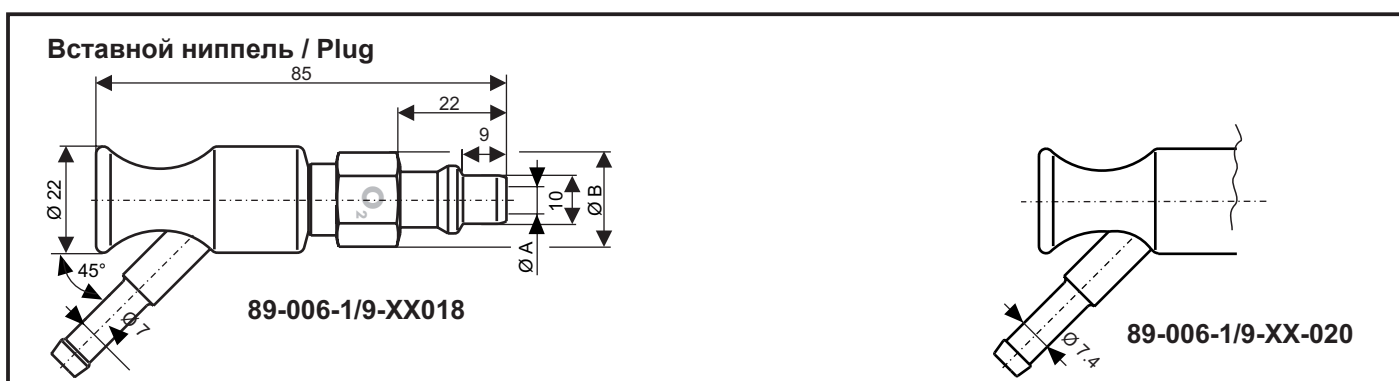 Вставной ниппель / Plug
85
22
9
Ø 22
O₂
10
Ø B
Ø A
45°
Ø 7
89-006-1/9-XX018
Ø 7.4
89-006-1/9-XX-020